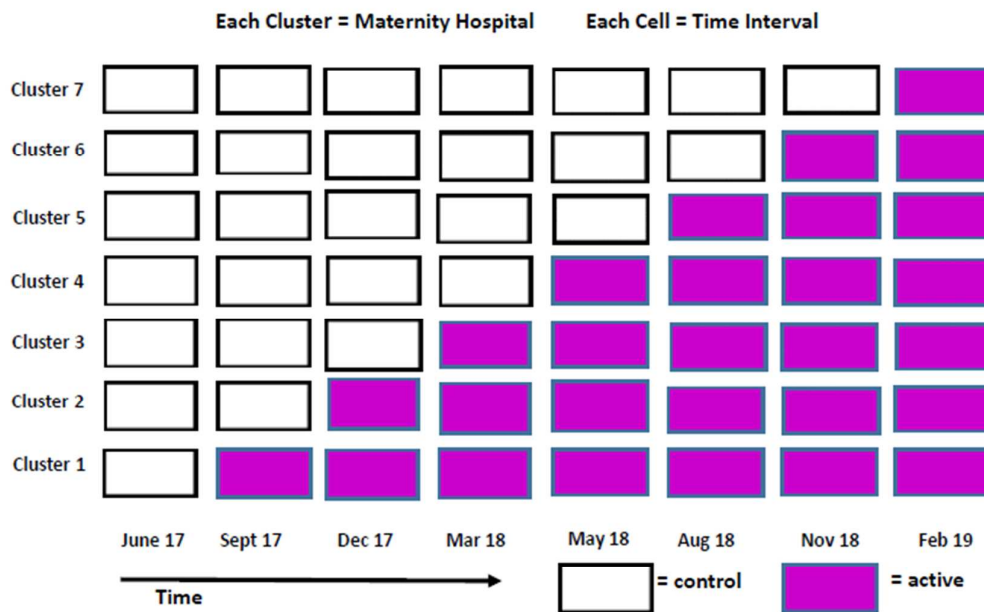 Each Cluster = Maternity Hospital Each Cell = Time Interval
Cluster 7
Cluster 6
Cluster 5
Cluster 4
Cluster 3
Cluster 2
Cluster 1
June 17 Sept 17 Dec 17 Mar 18 May 18 Aug 18 Nov 18 Feb 19
Time = control = active